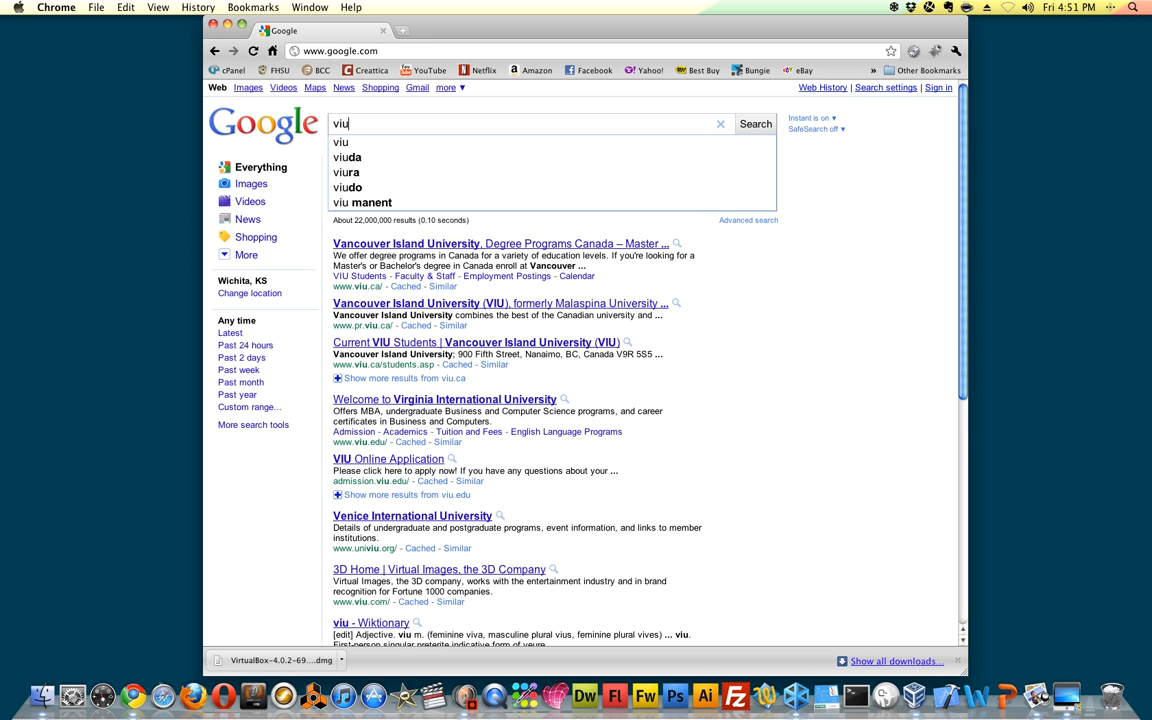 Chrome File Edit View History Bookmarks Window Help Fri 4:51 PM
Google
www.google.com
cPanel FHSU BCC Creattica YouTube Netflix Amazon Facebook Yahoo! Best Buy Bungie eBay » Other Bookmarks
Web Images Videos Maps News Shopping Gmail more ▼ Web History | Search settings | Sign in
Google
viu
Search
Instant is on ▼
SafeSearch off ▼
viu
viuda
viura
viudo
viu manent
Everything
Images
Videos
News
Shopping
More
Wichita, KS
Change location
Any time
Latest
Past 24 hours
Past 2 days
Past week
Past month
Past year
Custom range...
More search tools
About 22,000,000 results (0.10 seconds) Advanced search
Vancouver Island University, Degree Programs Canada – Master ...
We offer degree programs in Canada for a variety of education levels. If you're looking for a
Master's or Bachelor's degree in Canada enroll at Vancouver ...
VIU Students - Faculty & Staff - Employment Postings - Calendar
www.viu.ca/ - Cached - Similar
Vancouver Island University (VIU), formerly Malaspina University ...
Vancouver Island University combines the best of the Canadian university and ...
www.pr.viu.ca/ - Cached - Similar
Current VIU Students | Vancouver Island University (VIU)
Vancouver Island University; 900 Fifth Street, Nanaimo, BC, Canada V9R 5S5 ...
www.viu.ca/students.asp - Cached - Similar
Show more results from viu.ca
Welcome to Virginia International University
Offers MBA, undergraduate Business and Computer Science programs, and career
certificates in Business and Computers.
Admission - Academics - Tuition and Fees - English Language Programs
www.viu.edu/ - Cached - Similar
VIU Online Application
Please click here to apply now! If you have any questions about your ...
admission.viu.edu/ - Cached - Similar
Show more results from viu.edu
Venice International University
Details of undergraduate and postgraduate programs, event information, and links to member
institutions.
www.univiu.org/ - Cached - Similar
3D Home | Virtual Images, the 3D Company
Virtual Images, the 3D company, works with the entertainment industry and in brand
recognition for Fortune 1000 companies.
www.viu.com/ - Cached - Similar
viu - Wiktionary
[edit] Adjective. viu m. (feminine viva, masculine plural vius, feminine plural vives) ... viu.
First-person singular preterite indicative form of veure.
VirtualBox-4.0.2-69....dmg
Show all downloads...
Dw Fl Fw Ps Ai Fz